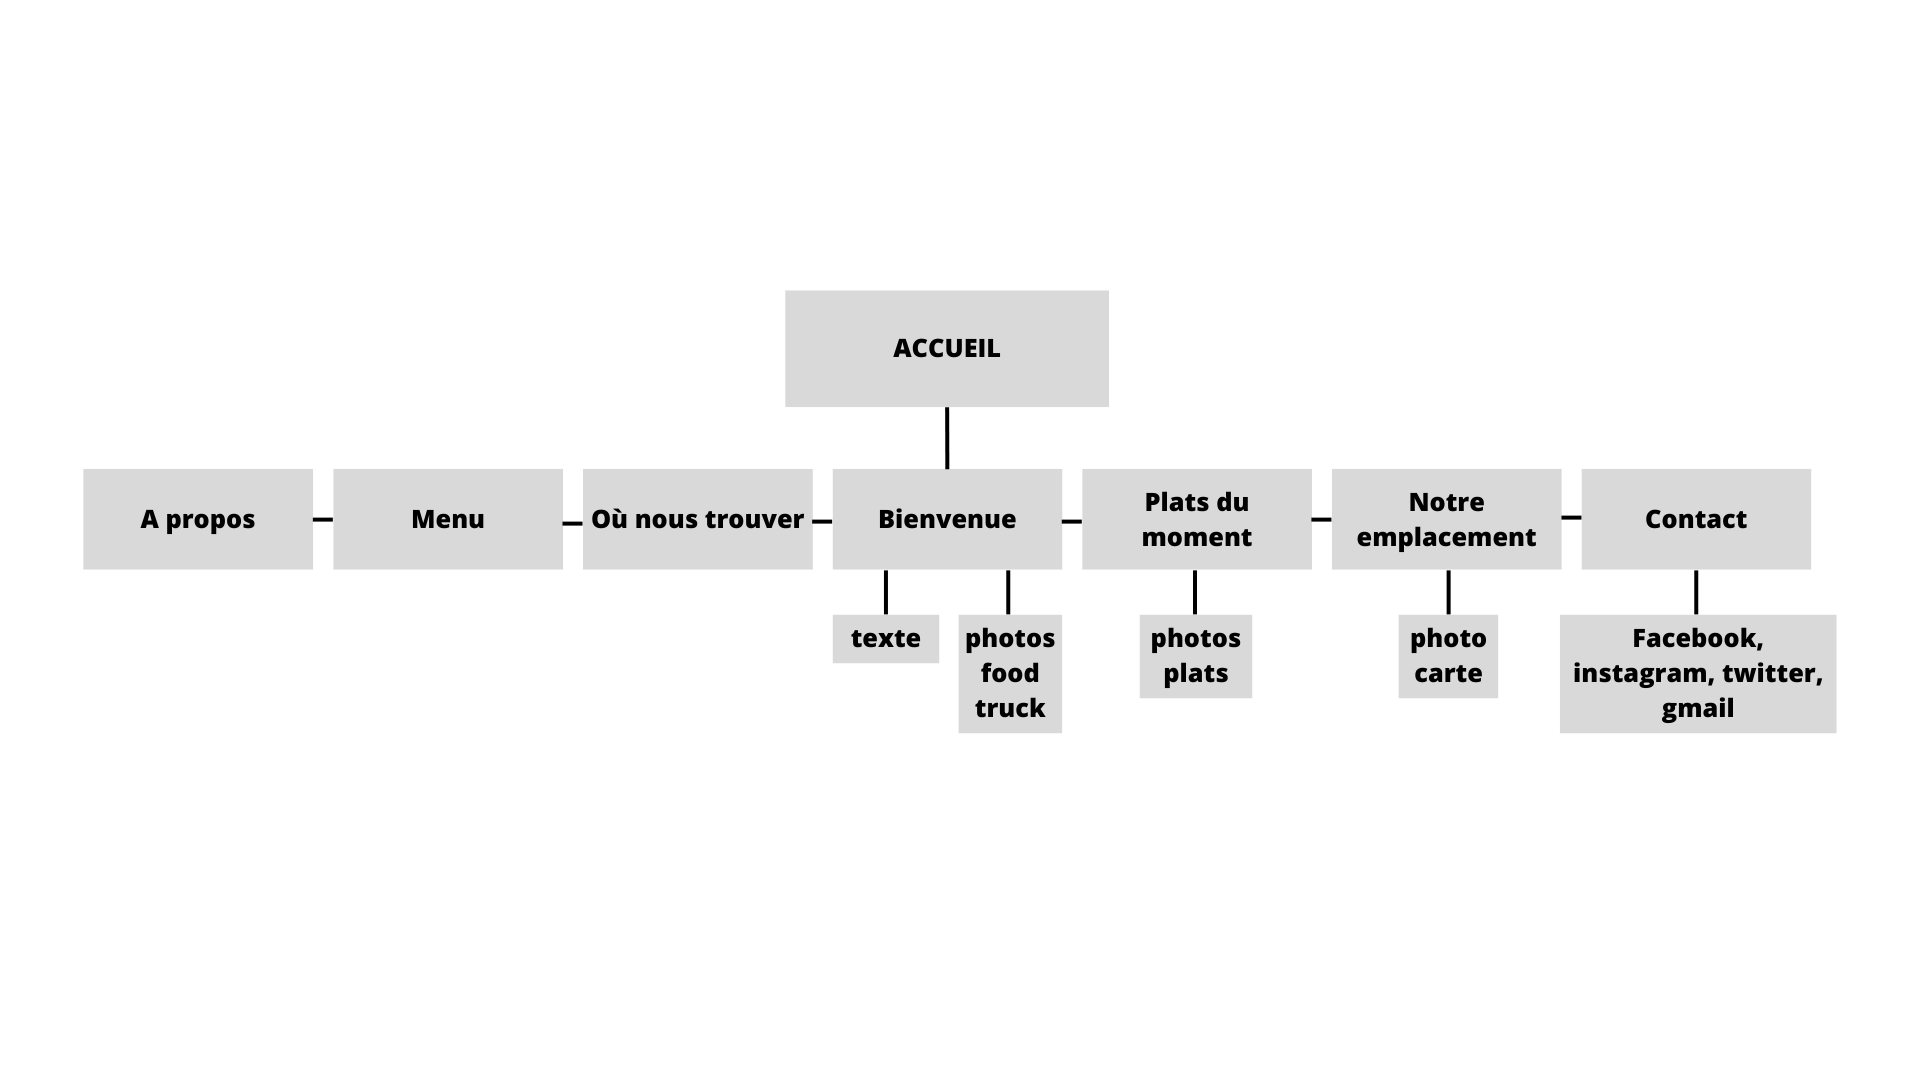 ACCUEIL
A propos
Menu
Où nous trouver
Bienvenue
Plats du
moment
Notre
emplacement
Contact
texte
photos
food
truck
photos
plats
photo
carte
Facebook,
instagram, twitter,
gmail